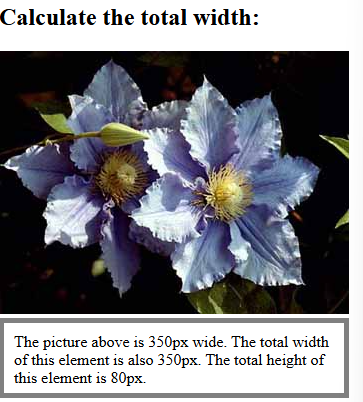 Calculate the total width:
The picture above is 350px wide. The total width
of this element is also 350px. The total height of
this element is 80px.